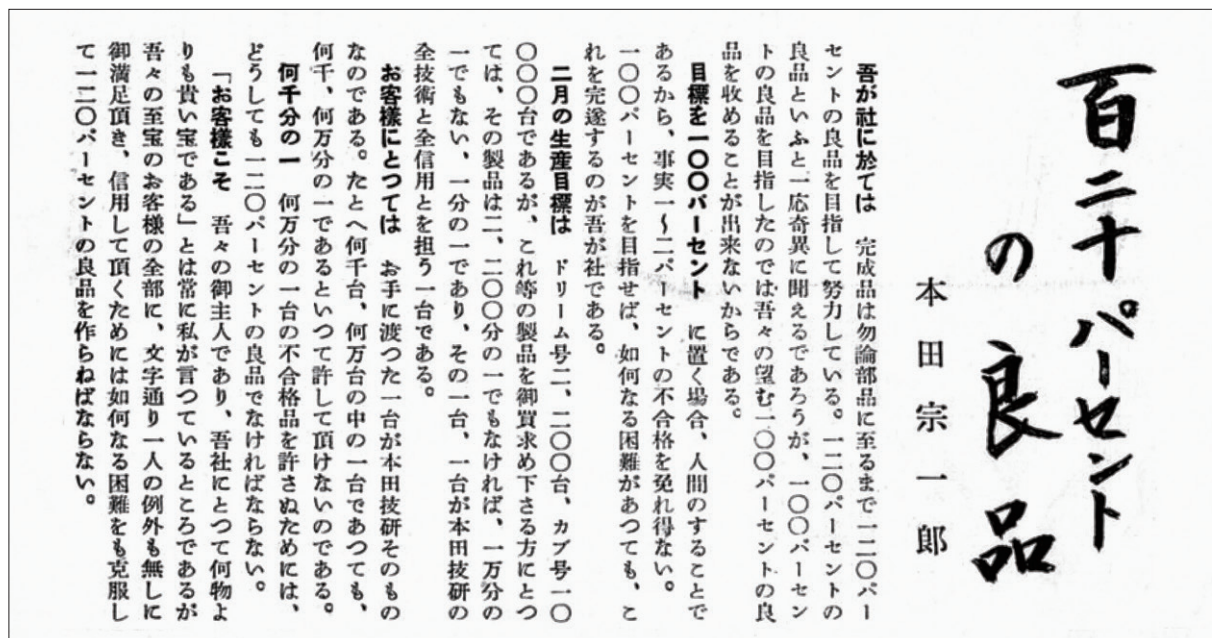 百二十パーセント
の良品
本田宗一郎
吾が社に於ては　完成品は勿論部品に至るまで一二〇パー
セントの良品を目指して努力している。一二〇パーセントの
良品といふと一応奇異に聞えるであろうが、一〇〇パーセン
トの良品を目指したのでは吾々の望む一〇〇パーセントの良
品を収めることが出来ないからである。
目標を一〇〇パーセント　に置く場合、人間のすることで
あるから、事実一～二パーセントの不合格を免れ得ない。
一〇〇パーセントを目指せば、如何なる困難があつても、こ
れを完遂するのが吾が社である。
二月の生産目標は　ドリーム号二、二〇〇台、カブ号一〇
〇〇〇台であるが、これ等の製品を御買求め下さる方にとつ
ては、その製品は二、二〇〇分の一でもなければ、一万分の
一でもない、一分の一であり、その一台、一台が本田技研の
全技術と全信用とを担う一台である。
お客様にとつては　お手に渡つた一台が本田技研そのもの
なのである。たとへ何千台、何万台の中の一台であつても、
何千、何万分の一であるといつて許して頂けないのである。
何千分の一　何万分の一台の不合格品を許さぬためには、
どうしても一二〇パーセントの良品でなければならない。
「お客様こそ　吾々の御主人であり、吾社にとつて何物よ
りも貴い宝である」とは常に私が言つているところであるが
吾々の至宝のお客様の全部に、文字通り一人の例外も無しに
御満足頂き、信用して頂くためには如何なる困難をも克服し
て一二〇パーセントの良品を作らねばならない。